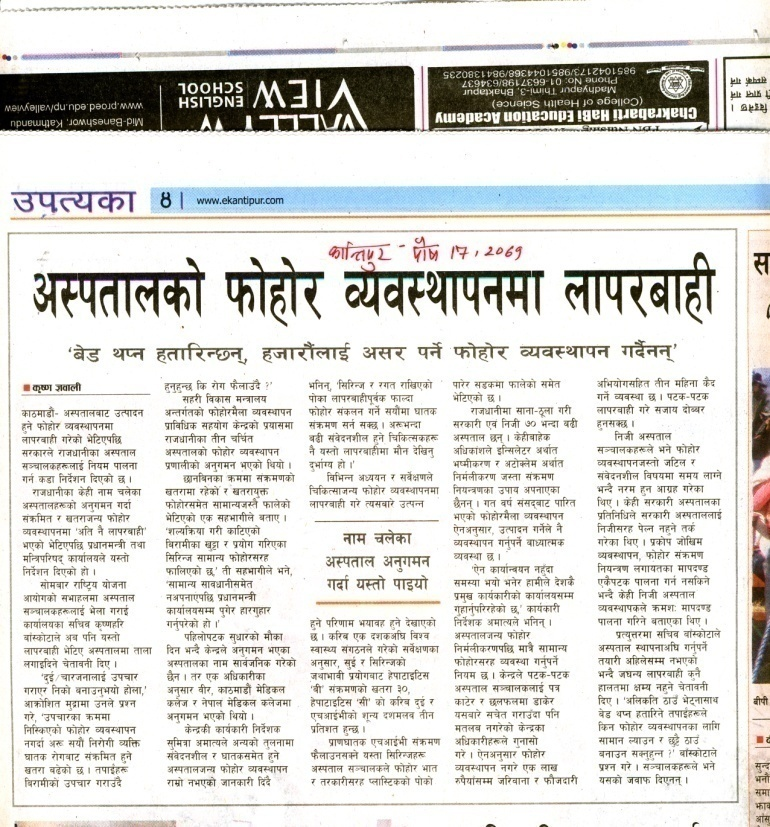 VALLEY
VIEW
ENGLISH
SCHOOL
Mid-Baneshwor, Kathmandu
www.proed.com.np/valleyview
Chakrabarti HaBi Education Academy
(College of Health Science)
Madhyapur Thimi-3, Bhaktapur
Phone No: 01-6637198/6634637
उपत्यका ४ www.ekantipur.com
कान्तिपुर - पौष 17, 2069
अस्पतालको फोहोर व्यवस्थापनमा लापरबाही
'बेड थप्न हतारिन्छन्, हजारौंलाई असर पर्ने फोहोर व्यवस्थापन गर्दैनन्'
कृष्ण ज्ञवाली
काठमाडौं- अस्पतालबाट उत्पादन
हुने फोहोर व्यवस्थापनमा
लापरबाही गरेको भेटिएपछि
सरकारले राजधानीका अस्पताल
सञ्चालकहरूलाई नियम पालना
गर्न कडा निर्देशन दिएको छ ।
राजधानीका केही नाम चलेका
अस्पतालहरूको अनुगमन गर्दा
संक्रमित र खतराजन्य फोहोर
व्यवस्थापनमा 'अति नै लापरबाही'
भएको भेटिएपछि प्रधानमन्त्री तथा
मन्त्रिपरिषद् कार्यालयले यस्तो
निर्देशन दिएको हो ।
सोमबार राष्ट्रिय योजना
आयोगको सभाहलमा अस्पताल
सञ्चालकहरूलाई भेला गराई
कार्यालयका सचिव कृष्णहरि
बाँस्कोटाले अब पनि यस्तो
लापरबाही भेटिए अस्पतालमा ताला
लगाइदिने चेतावनी दिए ।
'दुई/चारजनालाई उपचार
गराएर निको बनाउनुभयो होला,'
आक्रोशित मुद्रामा उनले प्रश्न
गरे, 'उपचारका क्रममा
निस्किएको फोहोर व्यवस्थापन
नगर्दा अरू सयौं निरोगी व्यक्ति
घातक रोगबाट संक्रमित हुने
खतरा बढेको छ । तपाईंहरू
बिरामीको उपचार गराउँदै
हुनुहुन्छ कि रोग फैलाउँदै ?'
सहरी विकास मन्त्रालय
अन्तर्गतको फोहोरमैला व्यवस्थापन
प्राविधिक सहयोग केन्द्रको प्रयासमा
राजधानीका तीन चर्चित
अस्पतालको फोहोर व्यवस्थापन
प्रणालीको अनुगमन भएको थियो ।
छानबिनका क्रममा संक्रमणको
खतरामा रहेको र खतरायुक्त
फोहोरसमेत सामान्यजस्तै फालेको
भेटिएको एक सहभागीले बताए ।
'शल्यक्रिया गरी काटिएको
बिरामीका खुट्टा र प्रयोग गरिएका
सिरिन्ज सामान्य फोहोरसरह
फालिएको छ,' ती सहभागीले भने,
'सामान्य सावधानीसमेत
नअपनाएपछि प्रधानमन्त्री
कार्यालयसम्म पुगेर हारगुहार
गर्नुपरेको हो ।'
पहिलोपटक सुधारको मौका
दिन भन्दै केन्द्रले अनुगमन भएका
अस्पतालका नाम सार्वजनिक गरेको
छैन । तर एक अधिकारीका
अनुसार वीर, काठमाडौं मेडिकल
कलेज र नेपाल मेडिकल कलेजमा
अनुगमन भएको थियो ।
केन्द्रकी कार्यकारी निर्देशक
सुमित्रा अमात्यले अन्यको तुलनामा
संवेदनशील र घातकसमेत हुने
अस्पतालजन्य फोहोर व्यवस्थापन
राम्रो नभएको जानकारी दिँदै
भनिन्, 'सिरिन्ज र रगत राखिएको
पोका लापरबाहीपूर्वक फाल्दा
फोहोर संकलन गर्ने सयौंमा घातक
संक्रमण सर्न सक्छ । अरूभन्दा
बढी संवेदनशील हुने चिकित्सकहरू
नै यस्तो लापरबाहीमा मौन देखिनु
दुर्भाग्य हो ।'
विभिन्न अध्ययन र सर्वेक्षणले
चिकित्साजन्य फोहोर व्यवस्थापनमा
लापरबाही गरे त्यसबाट उत्पन्न
नाम चलेका
अस्पताल अनुगमन
गर्दा यस्तो पाइयो
हुने परिणाम भयावह हुने देखाएको
छ । करिब एक दशकअघि विश्व
स्वास्थ्य संगठनले गरेको सर्वेक्षणका
अनुसार, सुई र सिरिन्जको
जथाभावी प्रयोगबाट हेपाटाइटिस
'बी' संक्रमणको खतरा ३०,
हेपाटाइटिस 'सी' को करिब दुई र
एचआईभीको शून्य दशमलव तीन
प्रतिशत हुन्छ ।
प्राणघातक एचआईभी संक्रमण
फैलाउनसक्ने यस्ता सिरिन्जहरू
अस्पताल सञ्चालकले फोहोर भात
र तरकारीसरह प्लास्टिकको पोको
पारेर सडकमा फालेको समेत
भेटिएको छ ।
राजधानीमा साना-ठूला गरी
सरकारी एवं निजी ७० भन्दा बढी
अस्पताल छन् । केहीबाहेक
अधिकांशले इन्सिनेटर अर्थात
भष्मीकरण र अटोक्लेभ अर्थात
निर्मलीकरण जस्ता संक्रमण
नियन्त्रणका उपाय अपनाएका
छैनन् । गत वर्ष संसद्‌बाट पारित
भएको फोहोरमैला व्यवस्थापन
ऐनअनुसार, उत्पादन गर्नेले नै
व्यवस्थापन गर्नुपर्ने वाध्यात्मक
व्यवस्था छ ।
'ऐन कार्यान्वयन नहुँदा
समस्या भयो भनेर हामीले देशकै
प्रमुख कार्यकारीको कार्यालयसम्म
गुहार्नुपरिरहेको छ,' कार्यकारी
निर्देशक अमात्यले भनिन् ।
अस्पतालजन्य फोहोर
निर्मलीकरणपछि मात्रै सामान्य
फोहोरसरह व्यवस्था गर्नुपर्ने
नियम छ । केन्द्रले पटक-पटक
अस्पताल सञ्चालकलाई पत्र
काटेर र छलफलमा डाकेर
यसबारे सचेत गराउँदा पनि
मतलब नगरेको केन्द्रका
अधिकारीहरूले गुनासो
गरे । ऐनअनुसार फोहोर
व्यवस्थापन नगरे एक लाख
रुपैयाँसम्म जरिवाना र फौजदारी
अभियोगसहित तीन महिना कैद
गर्ने व्यवस्था छ । पटक-पटक
लापरबाही गरे सजाय दोब्बर
हुनसक्छ ।
निजी अस्पताल
सञ्चालकहरूले भने फोहोर
व्यवस्थापनजस्तो जटिल र
संवेदनशील विषयमा समय लाग्ने
भन्दै नरम हुन आग्रह गरेका
थिए । केही सरकारी अस्पतालका
प्रतिनिधिले सरकारी अस्पताललाई
निजीसरह पेल्न नहुने तर्क
गरेका थिए । प्रकोप जोखिम
व्यवस्थापन, फोहोर संक्रमण
नियन्त्रण लगायतका मापदण्ड
एकैपटक पालना गर्न नसकिने
भन्दै केही निजी अस्पताल
व्यवस्थापकले क्रमशः मापदण्ड
पालना गरिने बताएका थिए ।
प्रत्युत्तरमा सचिव बाँस्कोटाले
अस्पताल स्थापनाअघि गर्नुपर्ने
तयारी अहिलेसम्म नभएको
भन्दै जघन्य लापरबाही कुनै
हालतमा क्षम्य नहुने चेतावनी
दिए । 'अलिकति ठाउँ भेट्नासाथ
बेड थप्न हतारिने तपाईंहरूले
किन फोहोर व्यवस्थापनका लागि
सामान ल्याउन र छुट्टै ठाउँ
बनाउन सक्नुहुन्न ?' बाँस्कोटाले
प्रश्न गरे । सञ्चालकहरूले भने
यसको जवाफ दिएनन् ।